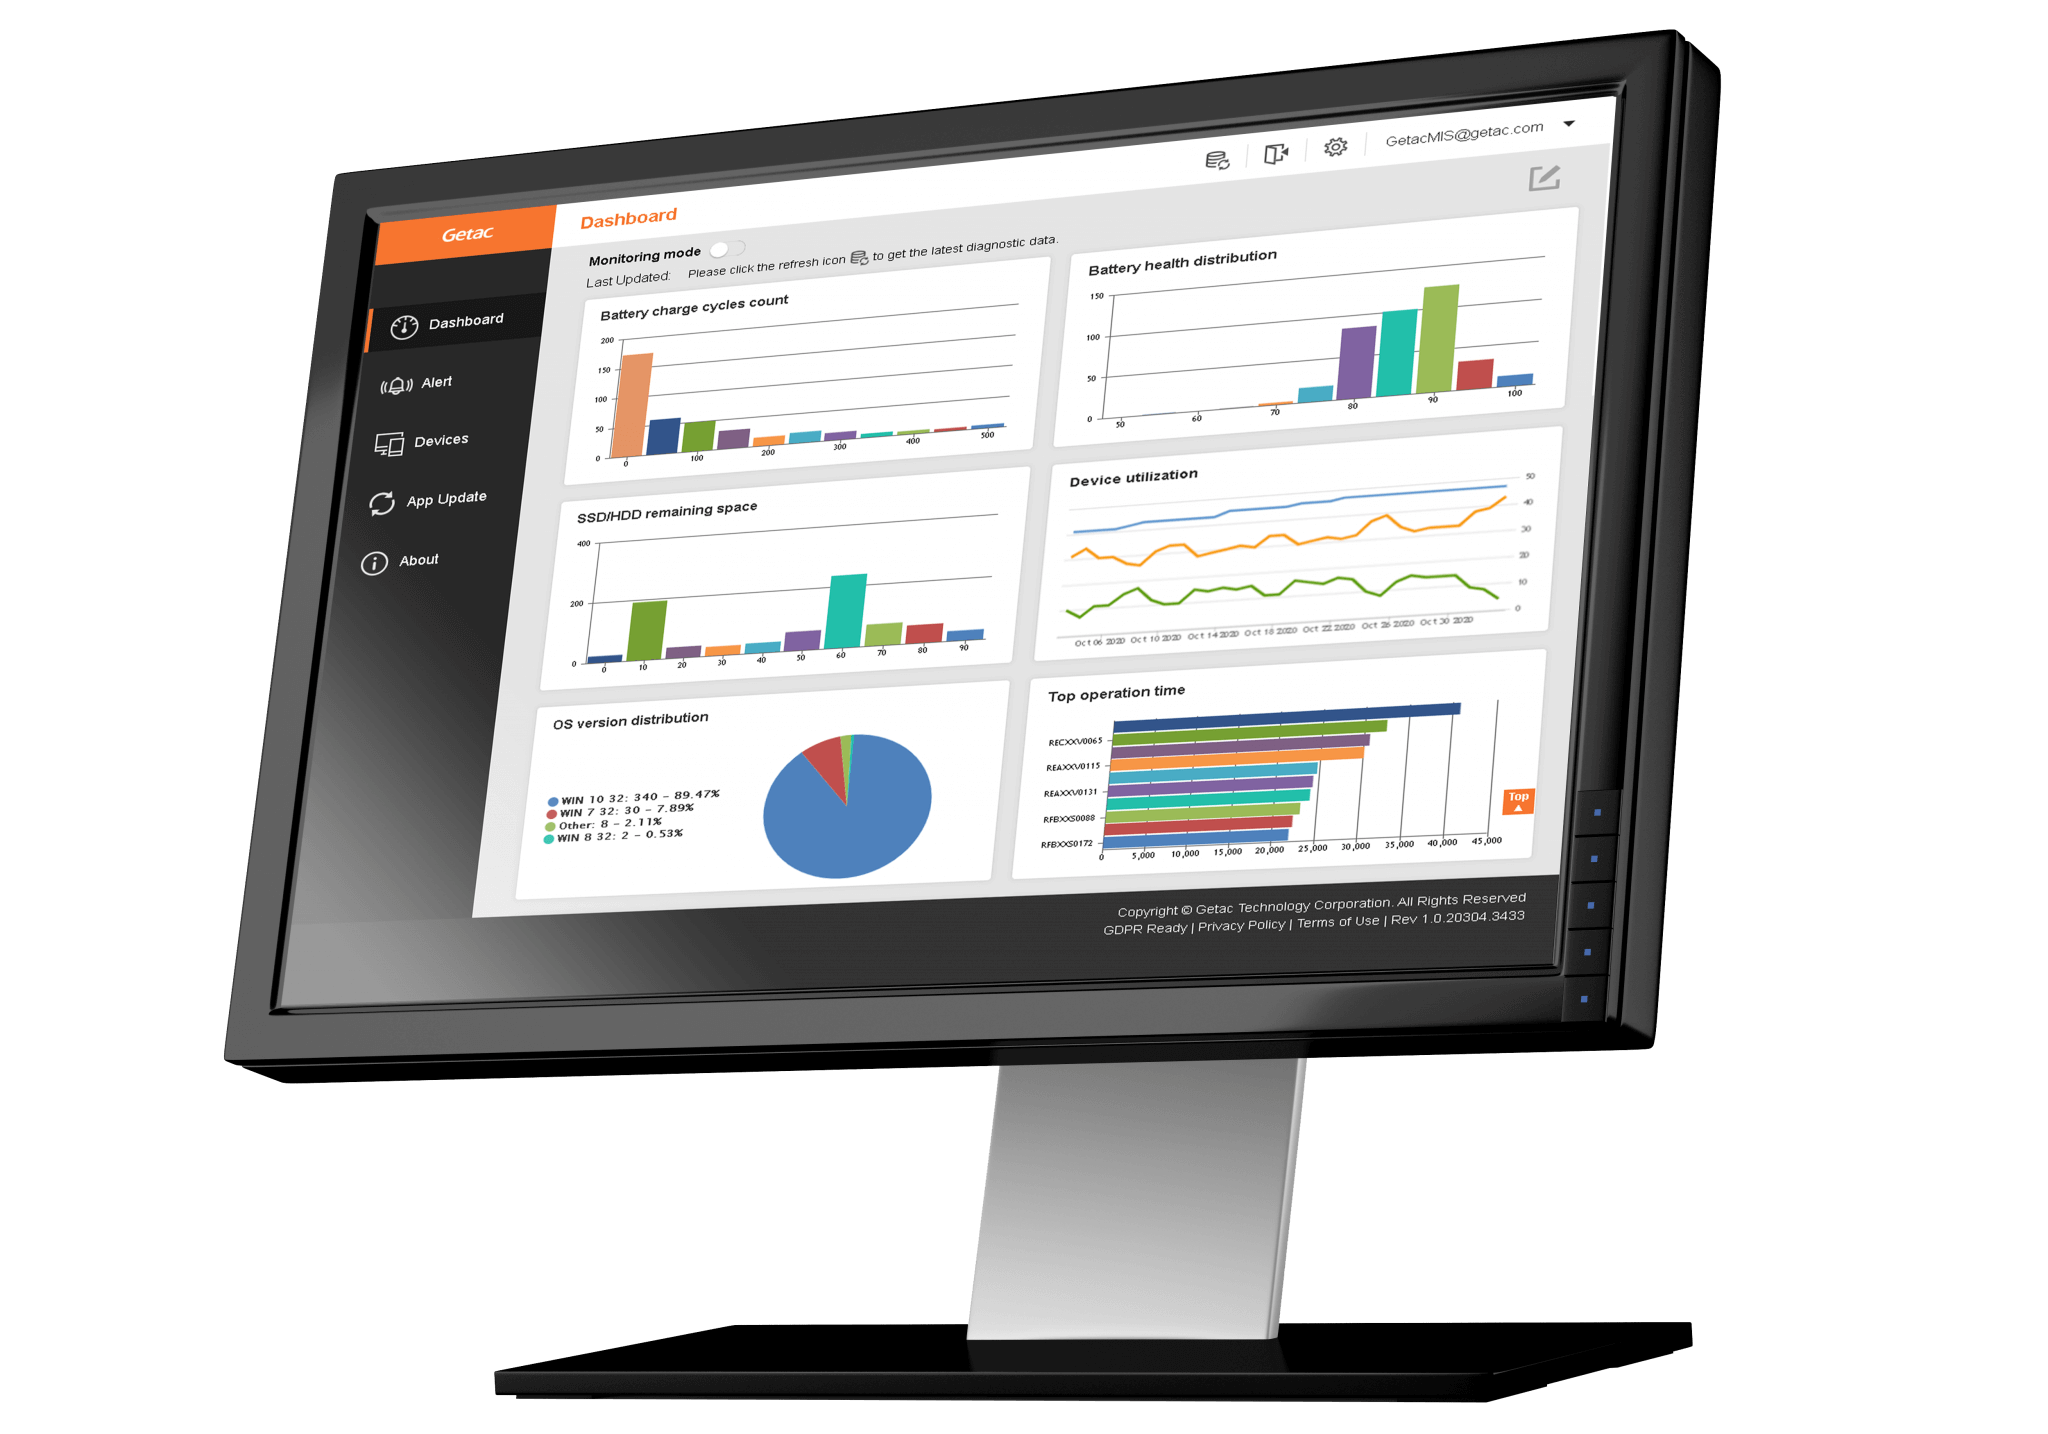 Getac
Dashboard
GetacMIS@getac.com
Monitoring mode
Last Updated: Please click the refresh icon to get the latest diagnostic data.
Dashboard
Alert
Devices
App Update
About
Battery charge cycles count
200
150
100
50
0
0 100 200 300 400 500
Battery health distribution
150
100
50
0
50 60 70 80 90 100
SSD/HDD remaining space
400
200
0
0 10 20 30 40 50 60 70 80 90
Device utilization
50
40
30
20
10
0
Oct 06 2020 Oct 10 2020 Oct 14 2020 Oct 18 2020 Oct 22 2020 Oct 26 2020 Oct 30 2020
OS version distribution
WIN 10 32: 340 - 89.47%
WIN 7 32: 30 - 7.89%
Other: 8 - 2.11%
WIN 8 32: 2 - 0.53%
Top operation time
RECXXV0065
REAXXV0115
REAXXV0131
RFBXXS0088
RFBXXS0172
0 5,000 10,000 15,000 20,000 25,000 30,000 35,000 40,000 45,000
Top
Copyright © Getac Technology Corporation. All Rights Reserved
GDPR Ready | Privacy Policy | Terms of Use | Rev 1.0.20304.3433